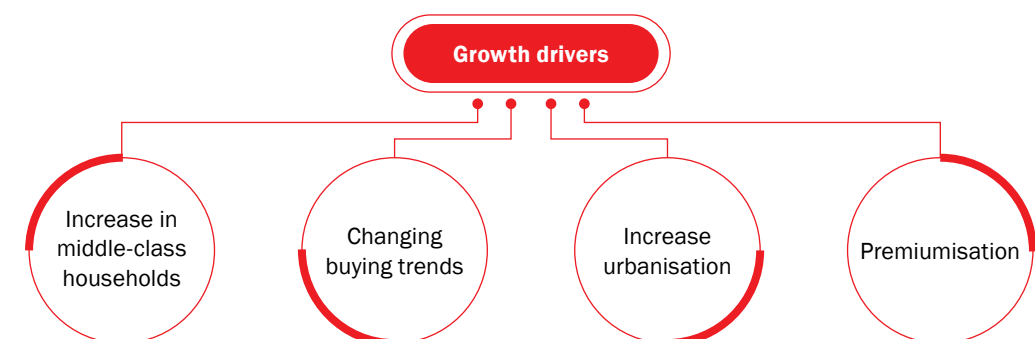 Growth drivers
Increase in
middle-class
households
Changing
buying trends
Increase
urbanisation
Premiumisation